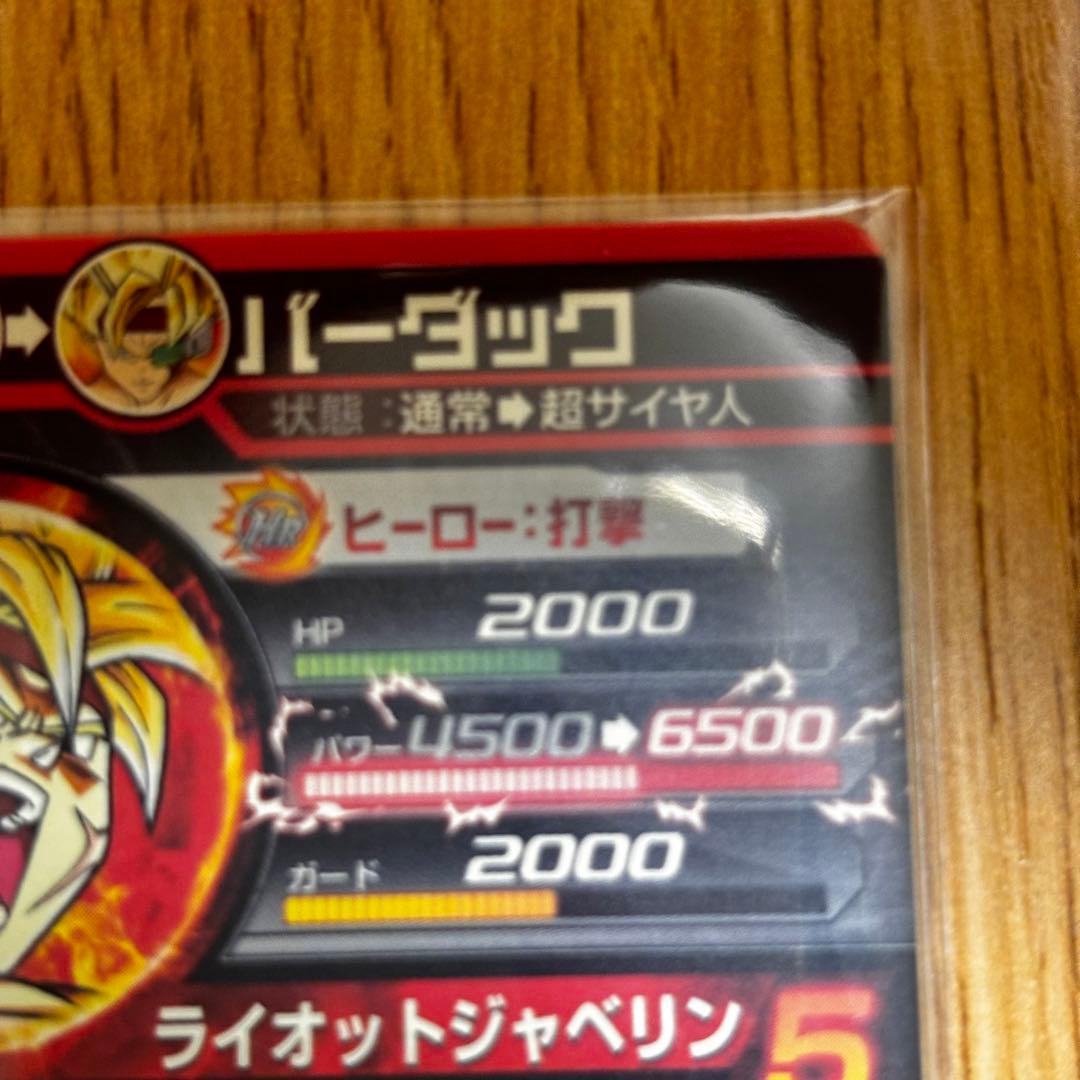 バーダック
状態：通常➡超サイヤ人
HR ヒーロー：打撃
HP 2000
パワー 4500➡6500
ガード 2000
ライオットジャベリン 5